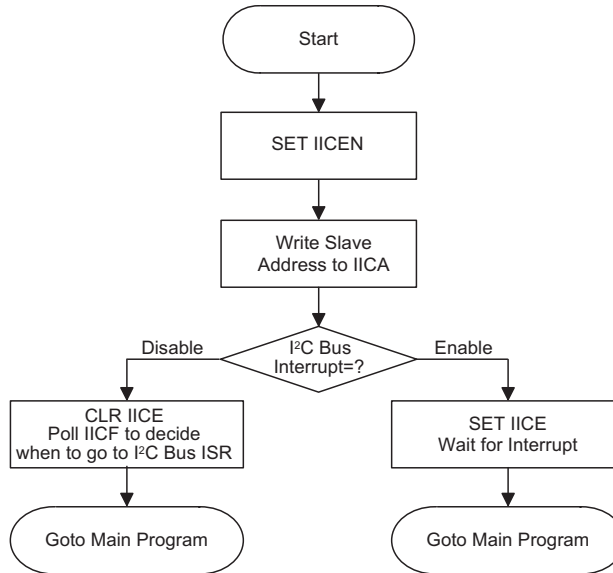 Start
SET IICEN
Write Slave
Address to IICA
I²C Bus
Interrupt=?
Disable
Enable
CLR IICE
Poll IICF to decide
when to go to I²C Bus ISR
SET IICE
Wait for Interrupt
Goto Main Program
Goto Main Program